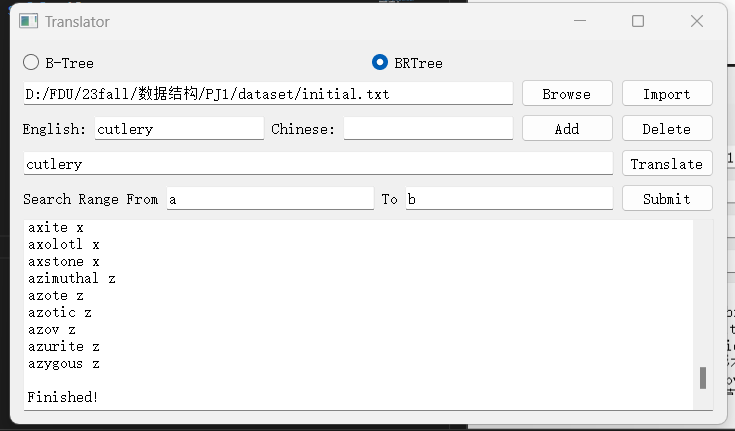 Translator
B-Tree
BRTree
D:/FDU/23fall/数据结构/PJ1/dataset/initial.txt
Browse
Import
English: cutlery
Chinese:
Add
Delete
cutlery
Translate
Search Range From a To b
Submit
axite x
axolotl x
axstone x
azimuthal z
azote z
azotic z
azov z
azurite z
azygous z
Finished!